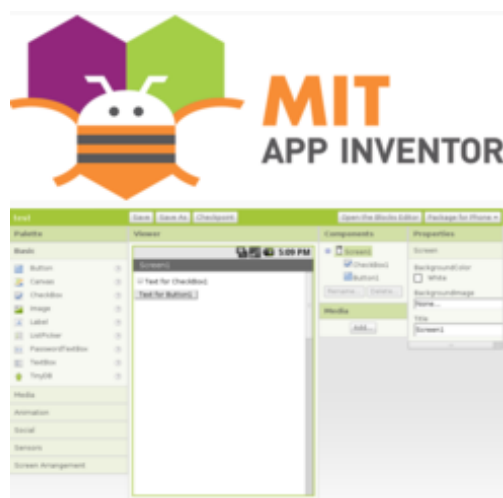 MIT
APP INVENTOR
test
Save
Save As
Checkpoint
Open the Blocks Editor
Package for Phone
Palette
Viewer
Components
Properties
Basic
Button
Canvas
CheckBox
Image
Label
ListPicker
PasswordTextBox
TextBox
TinyDB
Media
Animation
Social
Sensors
Screen Arrangement
5:09 PM
Screen1
Text for CheckBox1
Text for Button1
Screen1
CheckBox1
Button1
Rename...
Delete...
Media
Add...
Screen
BackgroundColor
White
BackgroundImage
None...
Title
Screen1